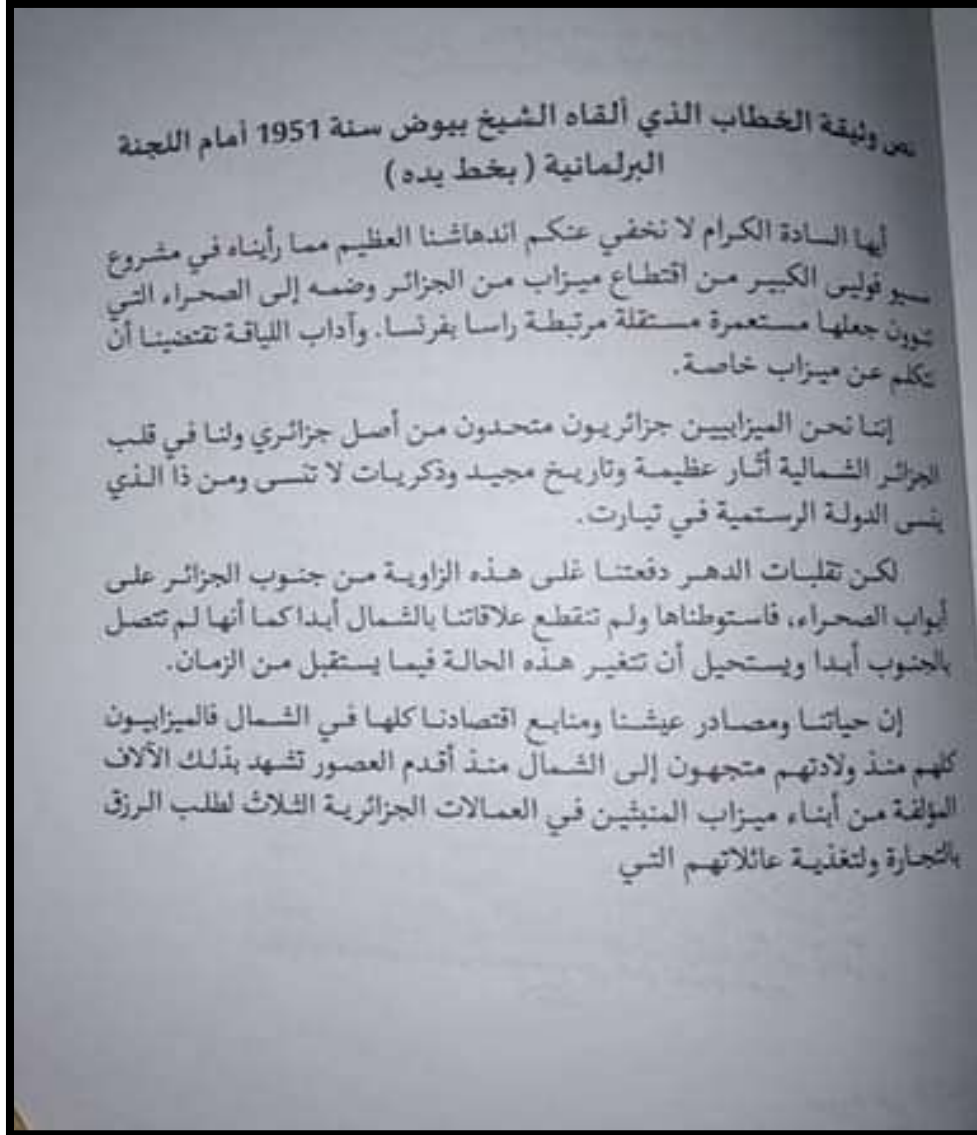 نص وثيقة الخطاب الذي ألقاه الشيخ بيوض سنة 1951 أمام اللجنة
البرلمانية ( بخط يده )
أيها السادة الكرام لا نخفي عنكم اندهاشنا العظيم مما رأيناه في مشروع
مسيو قوليى الكبير من اقتطاع ميزاب من الجزائر وضمه إلى الصحراء التي
تنوون جعلها مستعمرة مستقلة مرتبطة راسا بفرنسا. وآداب اللياقة تقتضينا أن
نتكلم عن ميزاب خاصة.
إننا نحن الميزابيين جزائريون متحدون من أصل جزائري ولنا في قلب
الجزائر الشمالية أثار عظيمة وتاريخ مجيد وذكريات لا تنسى ومن ذا الذي
ينسى الدولة الرستمية في تيارت.
لكن تقلبات الدهر دفعتنا غلى هذه الزاوية من جنوب الجزائر على
أبواب الصحراء، فاستوطناها ولم تنقطع علاقاتنا بالشمال أبدا كما أنها لم تتصل
بالجنوب أبدا ويستحيل أن تتغير هذه الحالة فيما يستقبل من الزمان.
إن حياتنا ومصادر عيشنا ومنابع اقتصادنا كلها في الشمال فالميزابيون
كلهم منذ ولادتهم متجهون إلى الشمال منذ أقدم العصور تشهد بذلك الآلاف
المؤلفة من أبناء ميزاب المنبثين في العمالات الجزائرية الثلاث لطلب الرزق
بالتجارة ولتغذية عائلاتهم التي